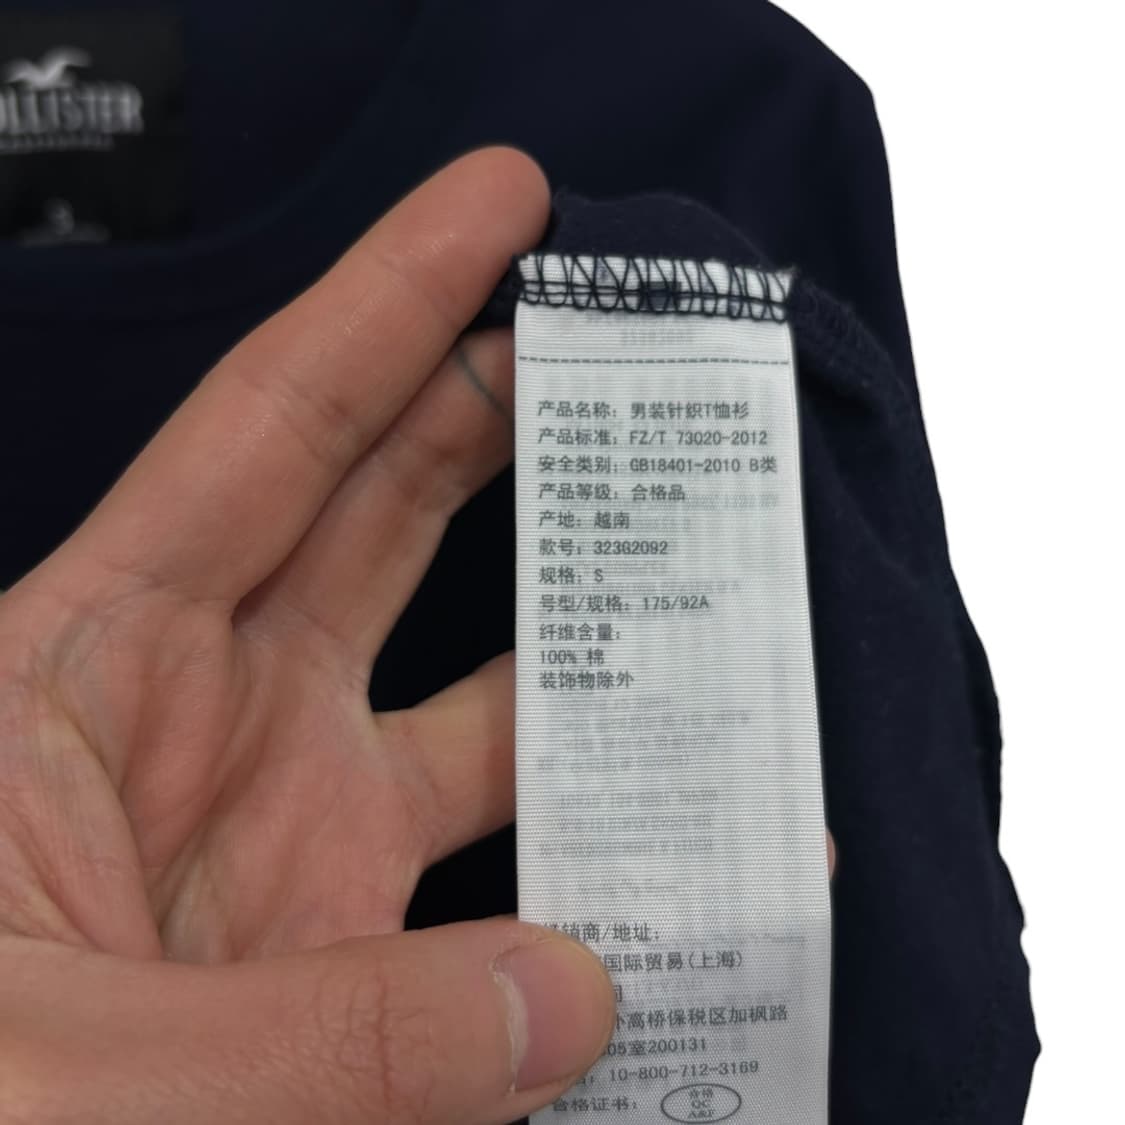 OLLISTER
S
产品名称: 男装针织T恤衫
产品标准: FZ/T 73020-2012
安全类别: GB18401-2010 B类
产品等级: 合格品
产地: 越南
款号: 323G2092
规格: S
号型/规格: 175/92A
纤维含量:
100% 棉
装饰物除外
销商/地址:
国际贸易(上海)
司
外高桥保税区加枫路
05室200131
: 10-800-712-3169
合格证书:
合格
QC
A&F